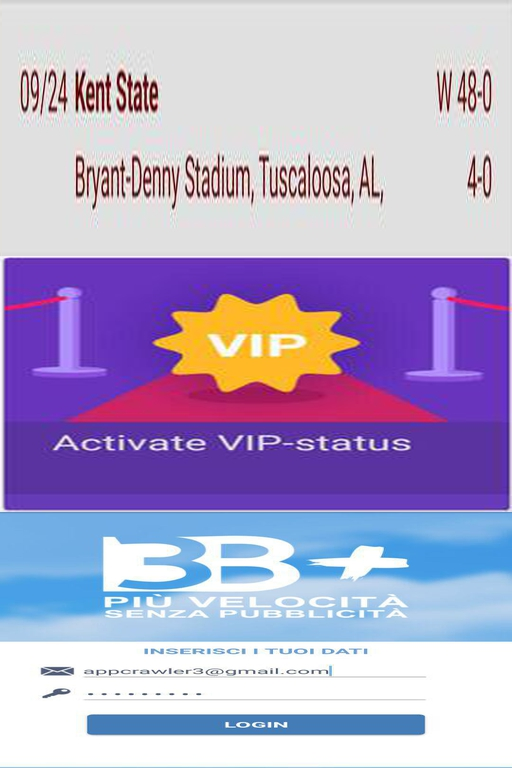 09/24 Kent State W 48-0
Bryant-Denny Stadium, Tuscaloosa, AL, 4-0
VIP
Activate VIP-status
3B+
PIÙ VELOCITÀ
SENZA PUBBLICITÀ
INSERISCI I TUOI DATI
appcrawler3@gmail.com
•••••••••
LOGIN